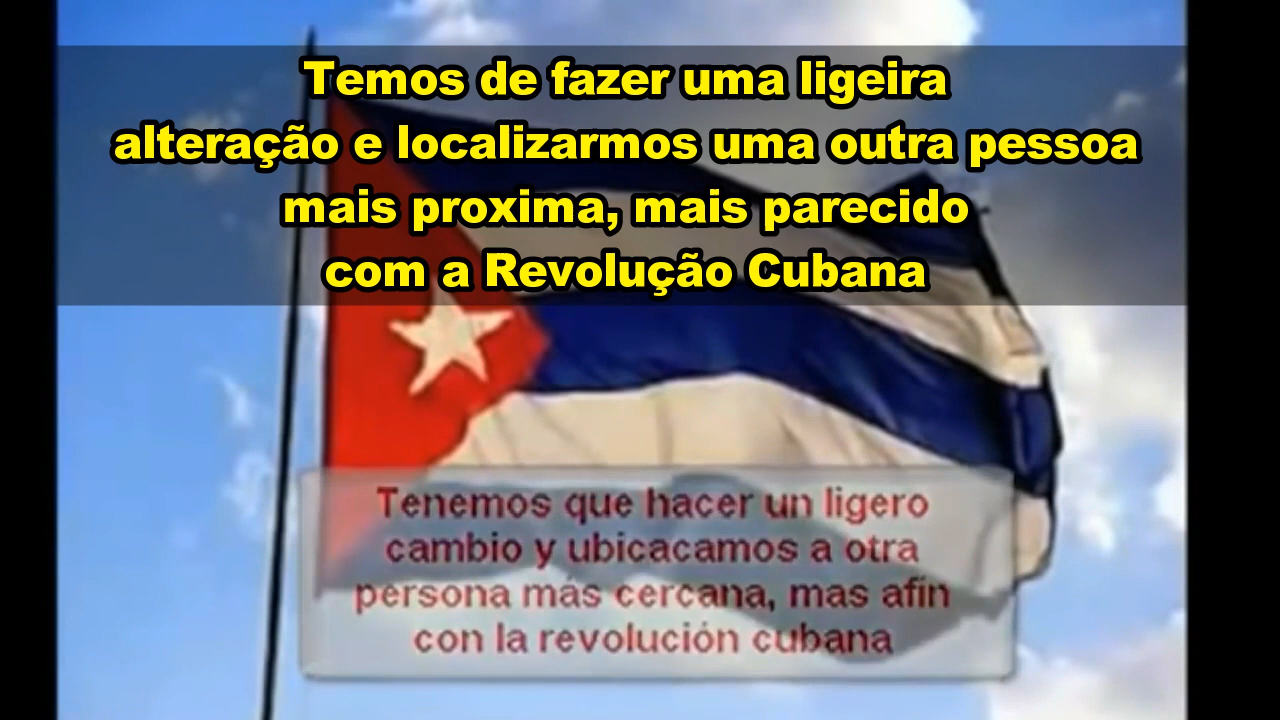 Temos de fazer uma ligeira
alteração e localizarmos uma outra pessoa
mais proxima, mais parecido
com a Revolução Cubana
Tenemos que hacer un ligero
cambio y ubicacamos a otra
persona más cercana, mas afín
con la revolución cubana